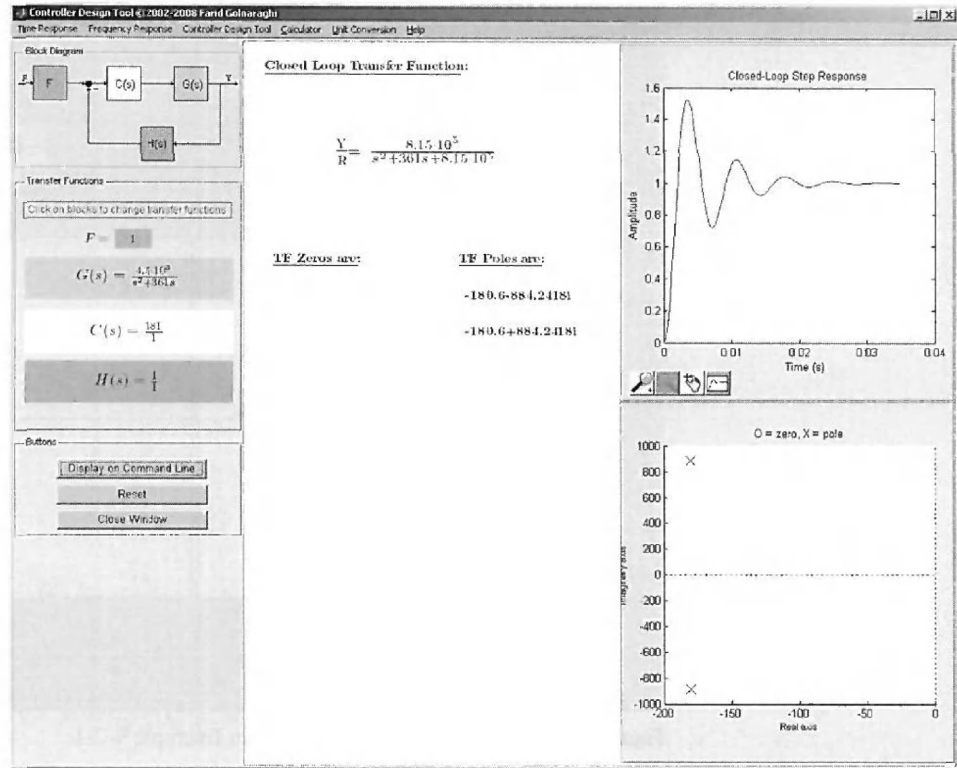 Controller Design Tool ©2002-2008 Farid Golnaraghi
Time Response Frequency Response Controller Design Tool Calculator Unit Conversion Help
Block Diagram
F C(s) G(s) Y
H(s)
Transfer Functions
Click on blocks to change transfer functions
F = 1
G(s) =
s²+361s
C(s) = 181/1
H(s) = 1/1
Buttons
Display on Command Line
Reset
Close Window
Closed Loop Transfer Function:
Y/R = 8.15 10^5 / s²+361s+8.15 10^5
TF Zeros are:
TF Poles are:
-180.6-884.2418i
-180.6+884.2418i
Closed-Loop Step Response
1.6
1.4
1.2
1
0.8
0.6
0.4
0.2
0
Amplitude
0 0.01 0.02 0.03 0.04
Time (s)
O = zero, X = pole
1000
800
600
400
200
0
-200
-400
-600
-800
-1000
Imaginary axis
-200 -150 -100 -50 0
Real axis